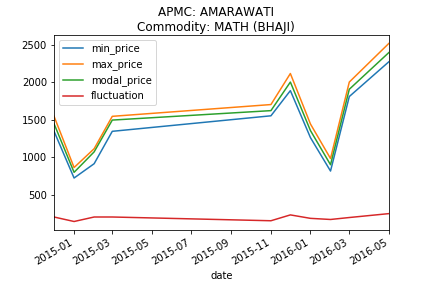 APMC: AMARAWATI
Commodity: MATH (BHAJI)
min_price
max_price
modal_price
fluctuation
2500
2000
1500
1000
500
2015-01
2015-03
2015-05
2015-07
2015-09
2015-11
2016-01
2016-03
2016-05
date